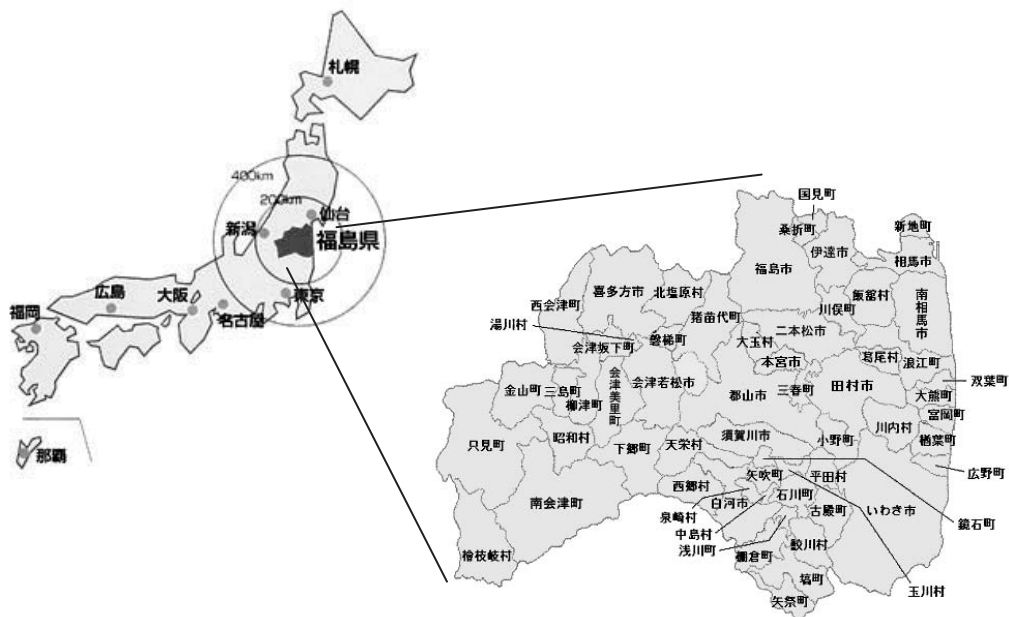 札幌
400km
200km
仙台
新潟
福島県
広島
大阪
東京
福岡
名古屋
那覇
国見町
桑折町
新地町
伊達市
相馬市
福島市
喜多方市
北塩原村
飯舘村
西会津町
川俣町
南相馬市
猪苗代町
湯川村
二本松市
磐梯町
大玉村
会津坂下町
本宮市
葛尾村
浪江町
双葉町
会津若松市
会津美里町
田村市
金山町
三島町
郡山市
三春町
大熊町
柳津町
富岡町
川内村
只見町
昭和村
下郷町
天栄村
須賀川市
小野町
楢葉町
広野町
矢吹町
平田村
西郷村
石川町
南会津町
白河市
古殿町
いわき市
泉崎村
鏡石町
中島村
浅川町
鮫川村
檜枝岐村
棚倉町
塙町
玉川村
矢祭町